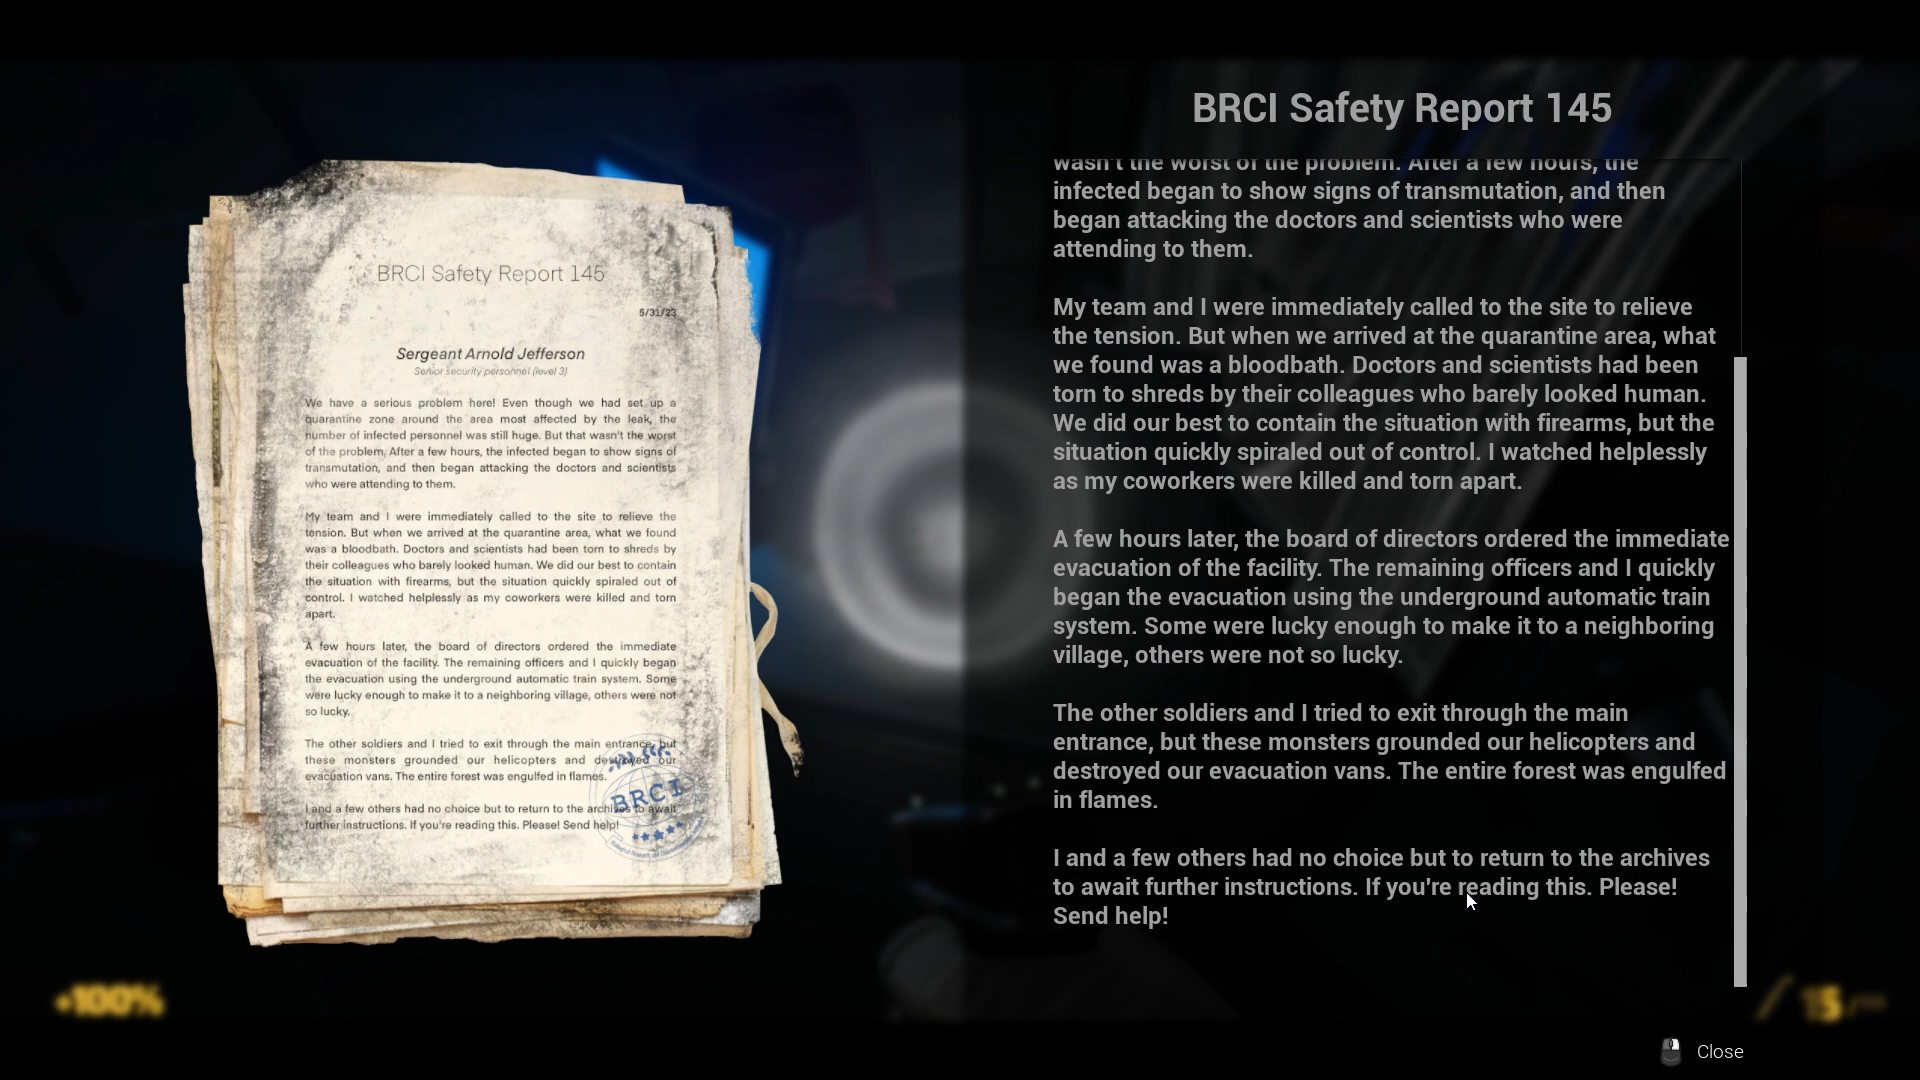 BRCI Safety Report 145
5/31/23
Sergeant Arnold Jefferson
Senior security personnel (level 3)
We have a serious problem here! Even though we had set up a
quarantine zone around the area most affected by the leak, the
number of infected personnel was still huge. But that wasn't the worst
of the problem. After a few hours, the infected began to show signs of
transmutation, and then began attacking the doctors and scientists
who were attending to them.
My team and I were immediately called to the site to relieve the
tension. But when we arrived at the quarantine area, what we found
was a bloodbath. Doctors and scientists had been torn to shreds by
their colleagues who barely looked human. We did our best to contain
the situation with firearms, but the situation quickly spiraled out of
control. I watched helplessly as my coworkers were killed and torn
apart.
A few hours later, the board of directors ordered the immediate
evacuation of the facility. The remaining officers and I quickly began
the evacuation using the underground automatic train system. Some
were lucky enough to make it to a neighboring village, others were not
so lucky.
The other soldiers and I tried to exit through the main entrance, but
these monsters grounded our helicopters and destroyed our
evacuation vans. The entire forest was engulfed in flames.
I and a few others had no choice but to return to the archives to await
further instructions. If you're reading this. Please! Send help!
BRCI
BRCI Safety Report 145
wasn't the worst of the problem. After a few hours, the
infected began to show signs of transmutation, and then
began attacking the doctors and scientists who were
attending to them.
My team and I were immediately called to the site to relieve
the tension. But when we arrived at the quarantine area, what
we found was a bloodbath. Doctors and scientists had been
torn to shreds by their colleagues who barely looked human.
We did our best to contain the situation with firearms, but the
situation quickly spiraled out of control. I watched helplessly
as my coworkers were killed and torn apart.
A few hours later, the board of directors ordered the immediate
evacuation of the facility. The remaining officers and I quickly
began the evacuation using the underground automatic train
system. Some were lucky enough to make it to a neighboring
village, others were not so lucky.
The other soldiers and I tried to exit through the main
entrance, but these monsters grounded our helicopters and
destroyed our evacuation vans. The entire forest was engulfed
in flames.
I and a few others had no choice but to return to the archives
to await further instructions. If you're reading this. Please!
Send help!
+100%
15
Close